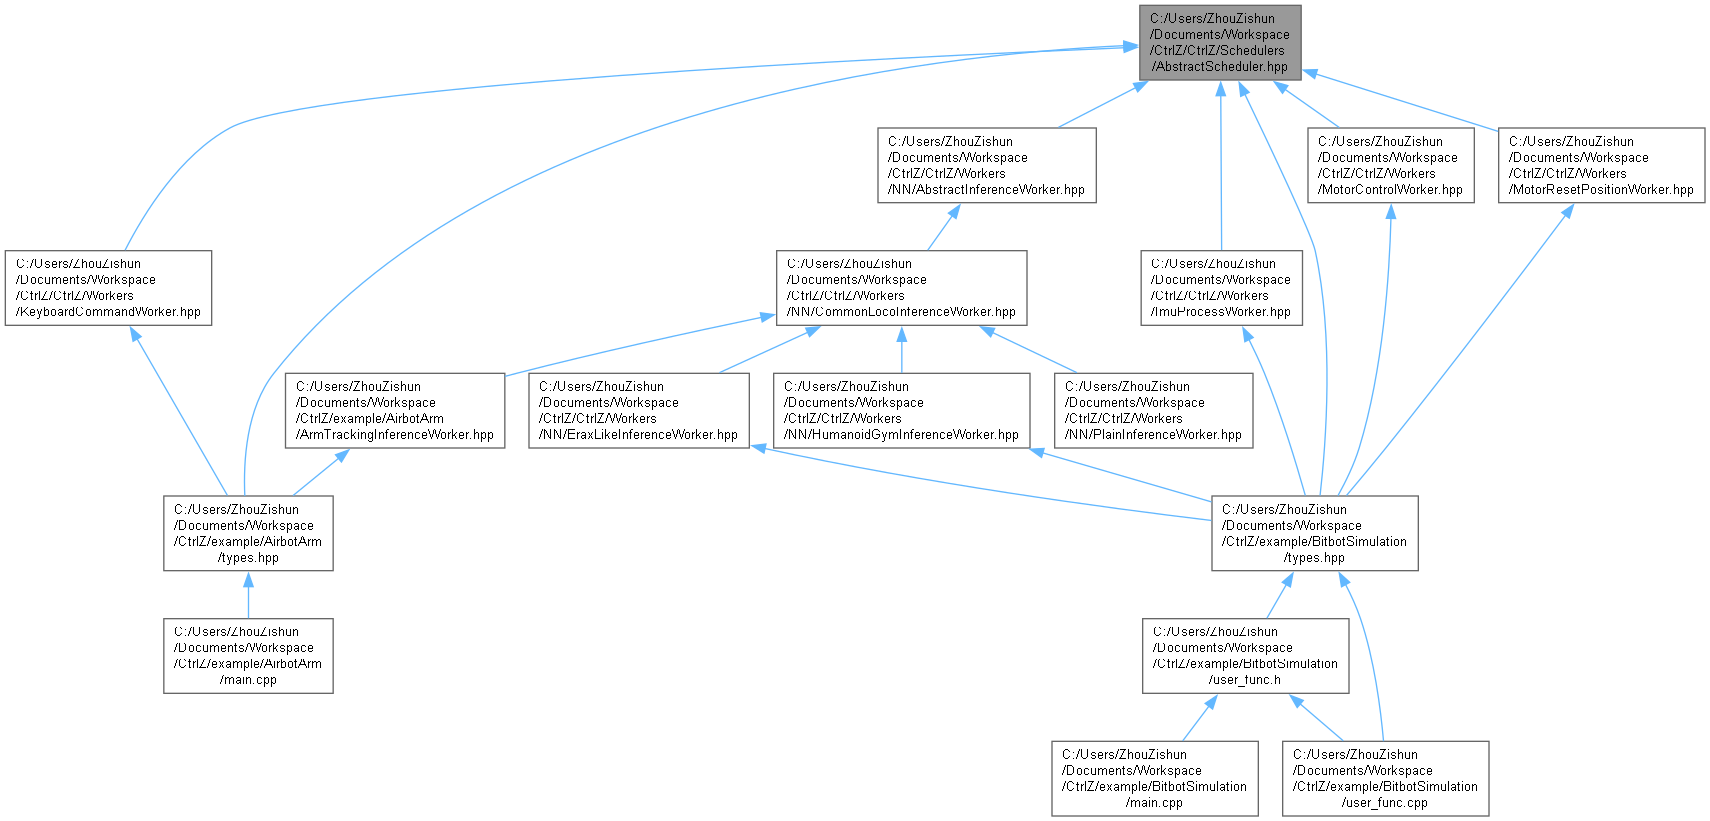 C:/Users/ZhouZishun
/Documents/Workspace
/CtrlZ/CtrlZ/Schedulers
/AbstractScheduler.hpp
C:/Users/ZhouZishun
/Documents/Workspace
/CtrlZ/CtrlZ/Workers
/NN/AbstractInferenceWorker.hpp
C:/Users/ZhouZishun
/Documents/Workspace
/CtrlZ/CtrlZ/Workers
/MotorControlWorker.hpp
C:/Users/ZhouZishun
/Documents/Workspace
/CtrlZ/CtrlZ/Workers
/MotorResetPositionWorker.hpp
C:/Users/ZhouZishun
/Documents/Workspace
/CtrlZ/CtrlZ/Workers
/KeyboardCommandWorker.hpp
C:/Users/ZhouZishun
/Documents/Workspace
/CtrlZ/CtrlZ/Workers
/NN/CommonLocoInferenceWorker.hpp
C:/Users/ZhouZishun
/Documents/Workspace
/CtrlZ/CtrlZ/Workers
/ImuProcessWorker.hpp
C:/Users/ZhouZishun
/Documents/Workspace
/CtrlZ/example/AirbotArm
/ArmTrackingInferenceWorker.hpp
C:/Users/ZhouZishun
/Documents/Workspace
/CtrlZ/CtrlZ/Workers
/NN/EraxLikeInferenceWorker.hpp
C:/Users/ZhouZishun
/Documents/Workspace
/CtrlZ/CtrlZ/Workers
/NN/HumanoidGymInferenceWorker.hpp
C:/Users/ZhouZishun
/Documents/Workspace
/CtrlZ/CtrlZ/Workers
/NN/PlainInferenceWorker.hpp
C:/Users/ZhouZishun
/Documents/Workspace
/CtrlZ/example/AirbotArm
/types.hpp
C:/Users/ZhouZishun
/Documents/Workspace
/CtrlZ/example/BitbotSimulation
/types.hpp
C:/Users/ZhouZishun
/Documents/Workspace
/CtrlZ/example/AirbotArm
/main.cpp
C:/Users/ZhouZishun
/Documents/Workspace
/CtrlZ/example/BitbotSimulation
/user_func.h
C:/Users/ZhouZishun
/Documents/Workspace
/CtrlZ/example/BitbotSimulation
/main.cpp
C:/Users/ZhouZishun
/Documents/Workspace
/CtrlZ/example/BitbotSimulation
/user_func.cpp